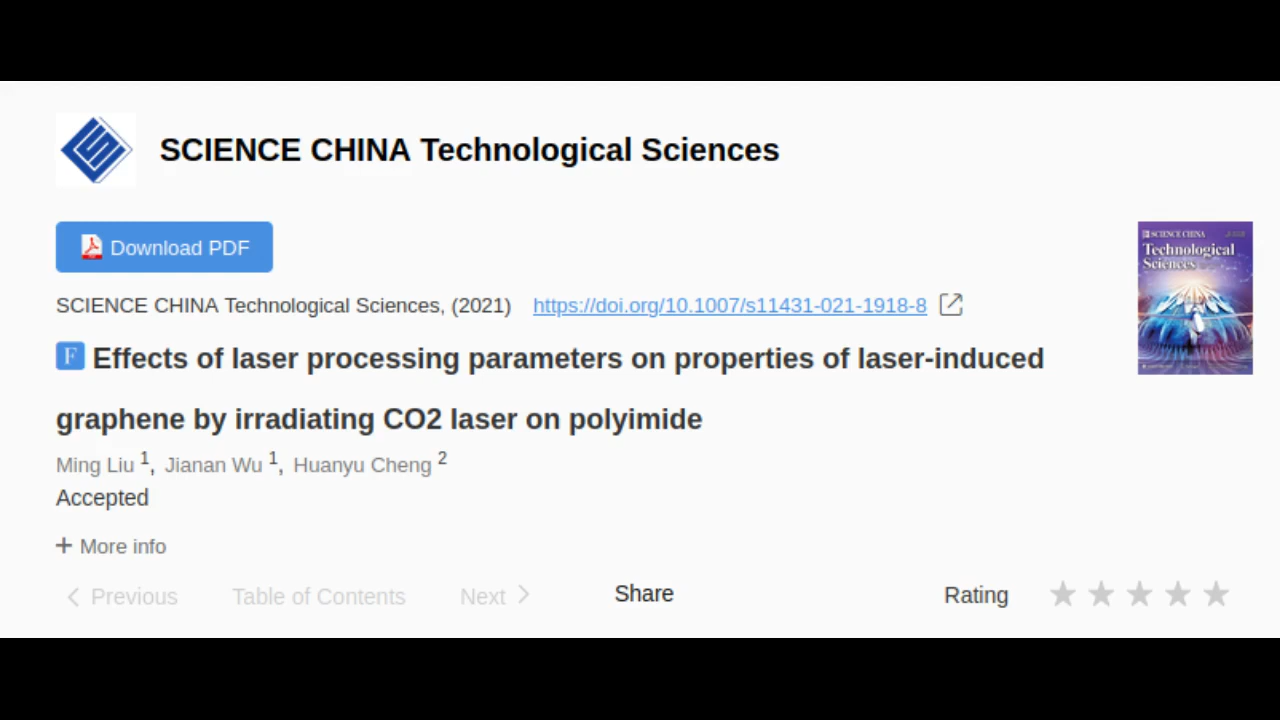 SCIENCE CHINA Technological Sciences
Download PDF
SCIENCE CHINA
Technological
Sciences
SCIENCE CHINA Technological Sciences, (2021) https://doi.org/10.1007/s11431-021-1918-8
F Effects of laser processing parameters on properties of laser-induced
graphene by irradiating CO2 laser on polyimide
Ming Liu 1, Jianan Wu 1, Huanyu Cheng 2
Accepted
+ More info
Previous Table of Contents Next Share Rating